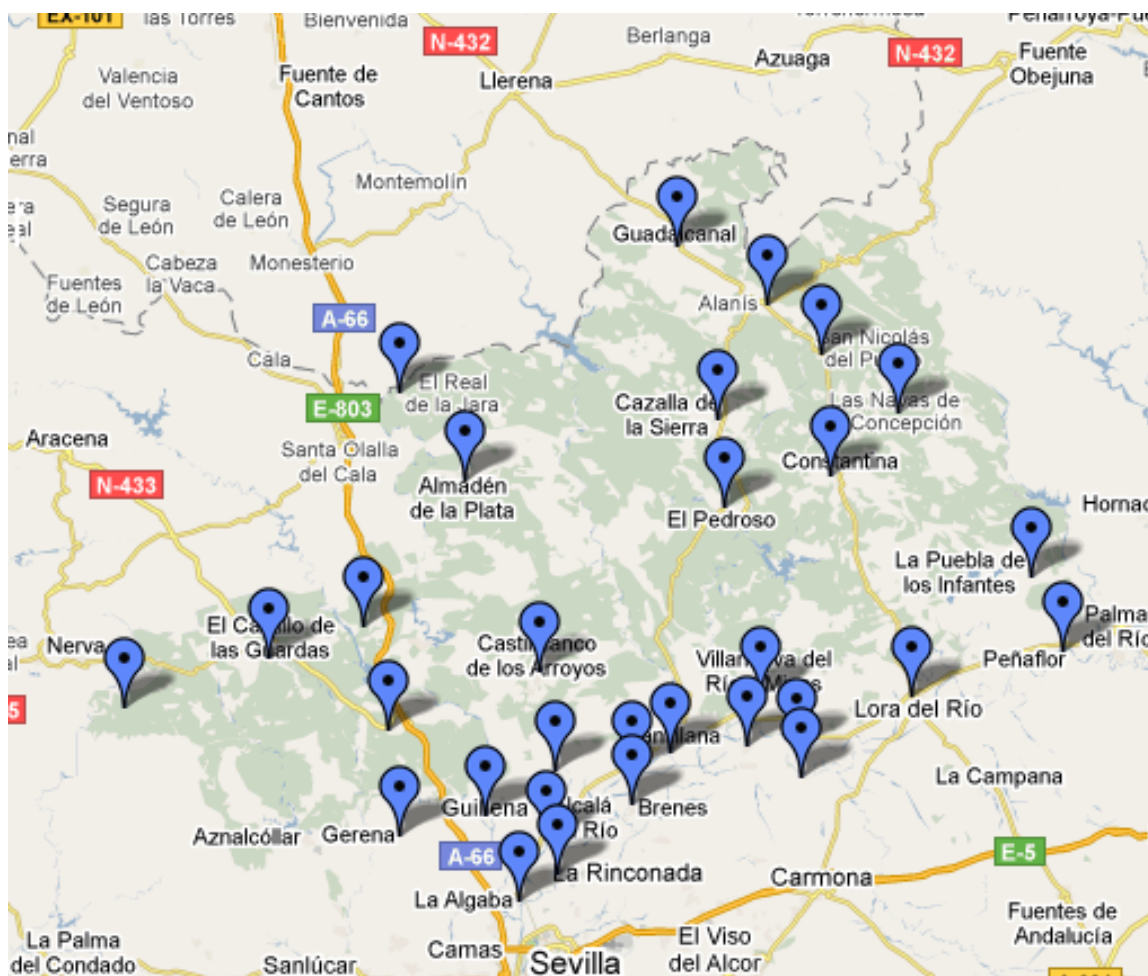 EX-101
las Torres
Bienvenida
N-432
Berlanga
Azuaga
N-432
Fuente
Obejuna
Valencia
del Ventoso
Fuente de
Cantos
Llerena
Montemolín
Segura
de León
Calera
de León
Guadalcanal
Cabeza
la Vaca
Monesterio
Fuentes
de León
Alanís
A-66
San Nicolás
Cala
El Real
de la Jara
E-803
Cazalla de
la Sierra
Las Navas de
Concepción
Aracena
Santa Olalla
del Cala
Constantina
N-433
Almadén
de la Plata
El Pedroso
La Puebla de
los Infantes
El Castillo de
las Guardas
Nerva
Castilblanco
de los Arroyos
Villanueva del
Palma
del Río
Peñaflor
Lora del Río
La Campana
Guillena
Brenes
Aznalcóllar
Gerena
A-66
E-5
La Rinconada
Carmona
La Algaba
Fuentes de
Andalucía
La Palma
del Condado
Camas
El Viso
del Alcor
Sanlúcar
Sevilla